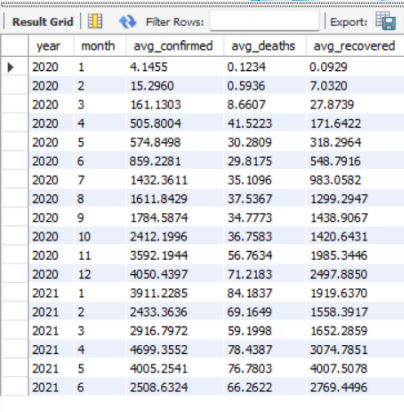 Result Grid Filter Rows: Export:
year month avg_confirmed avg_deaths avg_recovered
2020 1 4.1455 0.1234 0.0929
2020 2 15.2960 0.5936 7.0320
2020 3 161.1303 8.6607 27.8739
2020 4 505.8004 41.5223 171.6422
2020 5 574.8498 30.2809 318.2964
2020 6 859.2281 29.8175 548.7916
2020 7 1432.3611 35.1096 983.0582
2020 8 1611.8429 37.5367 1299.2947
2020 9 1784.5874 34.7773 1438.9067
2020 10 2412.1996 36.7583 1420.6431
2020 11 3592.1944 56.7634 1985.3446
2020 12 4050.4397 71.2183 2497.8850
2021 1 3911.2285 84.1837 1919.6370
2021 2 2433.3636 69.1649 1558.3917
2021 3 2916.7972 59.1998 1652.2859
2021 4 4699.3552 78.4387 3074.7851
2021 5 4005.2541 76.7803 4007.5078
2021 6 2508.6324 66.2622 2769.4496